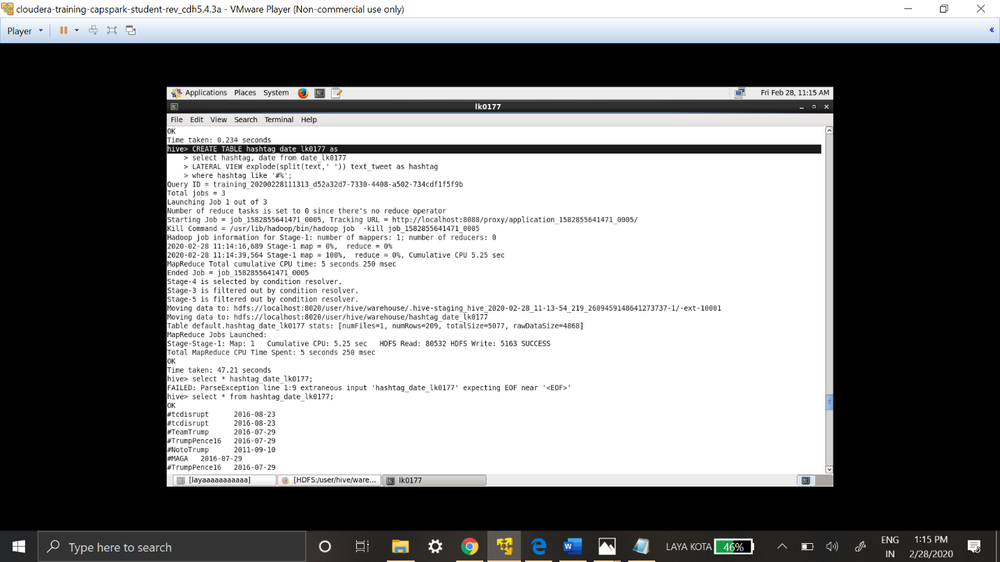 cloudera-training-capspark-student-rev_cdh5.4.3a - VMware Player (Non-commercial use only)
Player
Applications Places System Fri Feb 28, 11:15 AM
lk0177
File Edit View Search Terminal Help
OK
Time taken: 0.234 seconds
hive> CREATE TABLE hashtag_date_lk0177 as
    > select hashtag, date from date_lk0177
    > LATERAL VIEW explode(split(text,' ')) text_tweet as hashtag
    > where hashtag like '#%';
Query ID = training_20200228111313_d52a32d7-7330-4408-a502-734cdf1f5f9b
Total jobs = 3
Launching Job 1 out of 3
Number of reduce tasks is set to 0 since there's no reduce operator
Starting Job = job_1582855641471_0005, Tracking URL = http://localhost:8088/proxy/application_1582855641471_0005/
Kill Command = /usr/lib/hadoop/bin/hadoop job  -kill job_1582855641471_0005
Hadoop job information for Stage-1: number of mappers: 1; number of reducers: 0
2020-02-28 11:14:16,689 Stage-1 map = 0%,  reduce = 0%
2020-02-28 11:14:39,564 Stage-1 map = 100%,  reduce = 0%, Cumulative CPU 5.25 sec
MapReduce Total cumulative CPU time: 5 seconds 250 msec
Ended Job = job_1582855641471_0005
Stage-4 is selected by condition resolver.
Stage-3 is filtered out by condition resolver.
Stage-5 is filtered out by condition resolver.
Moving data to: hdfs://localhost:8020/user/hive/warehouse/.hive-staging_hive_2020-02-28_11-13-54_219_2609459148641273737-1/-ext-10001
Moving data to: hdfs://localhost:8020/user/hive/warehouse/hashtag_date_lk0177
Table default.hashtag_date_lk0177 stats: [numFiles=1, numRows=209, totalSize=5077, rawDataSize=4868]
MapReduce Jobs Launched:
Stage-Stage-1: Map: 1   Cumulative CPU: 5.25 sec   HDFS Read: 80532 HDFS Write: 5163 SUCCESS
Total MapReduce CPU Time Spent: 5 seconds 250 msec
OK
Time taken: 47.21 seconds
hive> select * hashtag_date_lk0177;
FAILED: ParseException line 1:9 extraneous input 'hashtag_date_lk0177' expecting EOF near '<EOF>'
hive> select * from hashtag_date_lk0177;
OK
#tcdisrupt      2016-08-23
#tcdisrupt      2016-08-23
#TeamTrump      2016-07-29
#TrumpPence16   2016-07-29
#NotoTrump      2011-09-10
#MAGA   2016-07-29
#TrumpPence16   2016-07-29
[layaaaaaaaaaaa] [HDFS:/user/hive/ware... lk0177
Type here to search LAYA KOTA 46% ENG 1:15 PM
IN 2/28/2020